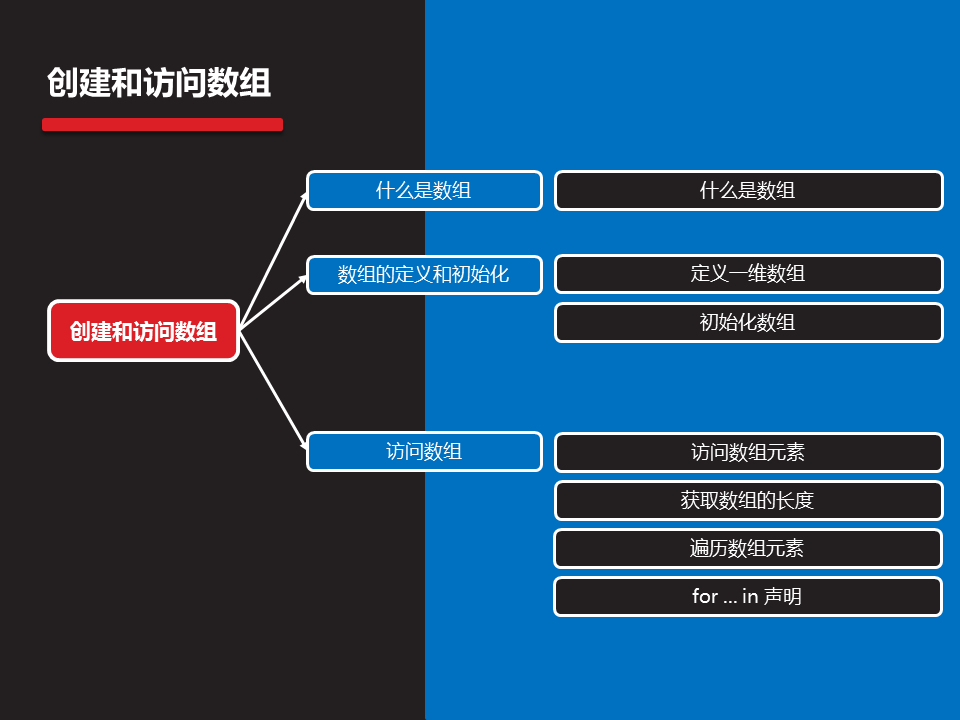 创建和访问数组
什么是数组
什么是数组
数组的定义和初始化
定义一维数组
初始化数组
创建和访问数组
访问数组
访问数组元素
获取数组的长度
遍历数组元素
for ... in 声明